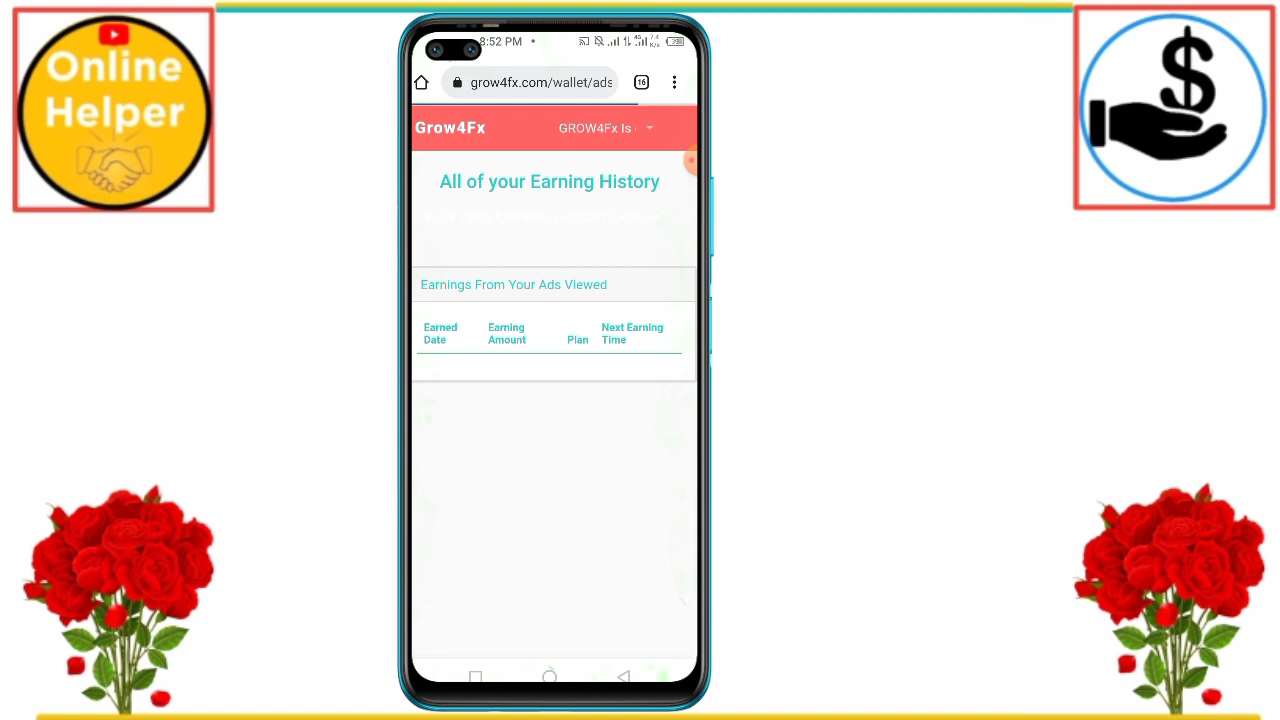 Online
Helper
8:52 PM
grow4fx.com/wallet/ads
16
Grow4Fx
GROW4Fx Is
All of your Earning History
Earnings From Your Ads Viewed
Earned Date
Earning Amount
Plan
Next Earning Time
$